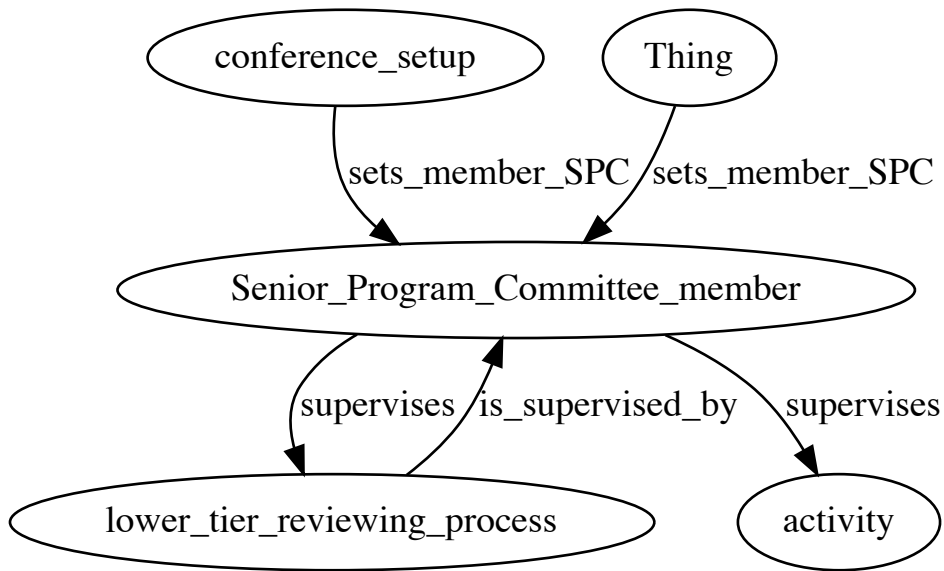 conference_setup
Thing
sets_member_SPC
sets_member_SPC
Senior_Program_Committee_member
supervises
is_supervised_by
supervises
lower_tier_reviewing_process
activity